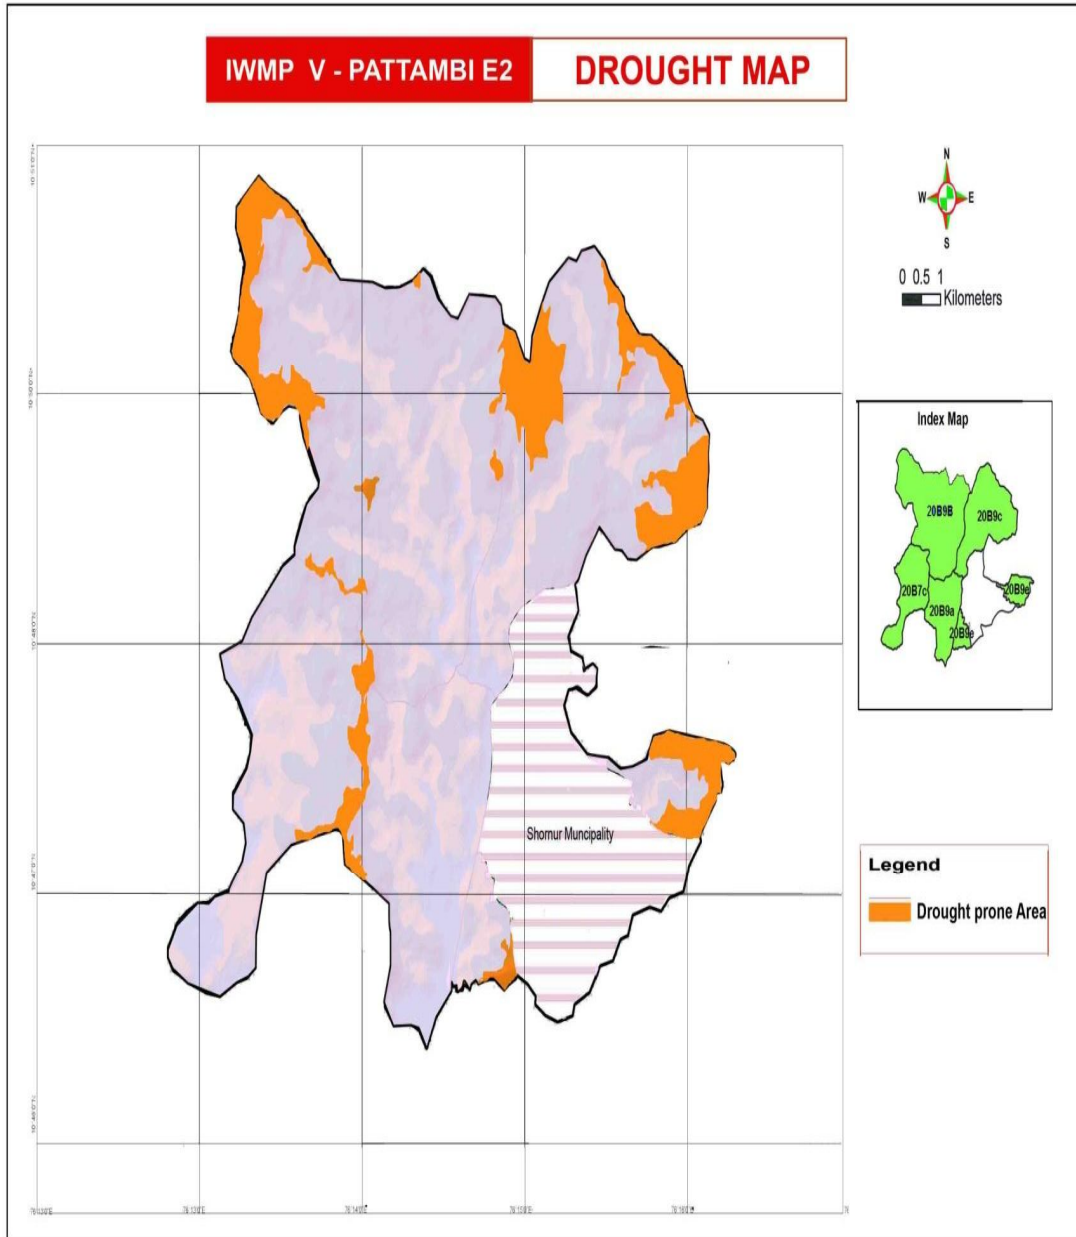 IWMP V - PATTAMBI E2
DROUGHT MAP
N
W E
S
0 0.5 1
Kilometers
Index Map
20B9B
20B9c
20B7c
20B9a
20B9e
20B9e
Shornur Muncipality
Legend
Drought prone Area